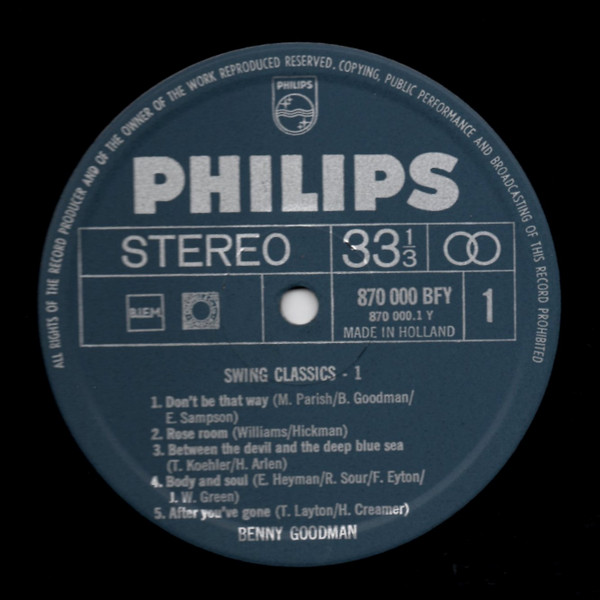 ALL RIGHTS OF THE RECORD PRODUCER AND OF THE OWNER OF THE WORK REPRODUCED RESERVED. COPYING, PUBLIC PERFORMANCE AND BROADCASTING OF THIS RECORD PROHIBITED
PHILIPS
PHILIPS
STEREO 33 1/3
B.I.E.M. 870 000 BFY 1
870 000.1 Y
MADE IN HOLLAND
SWING CLASSICS - 1
1. Don't be that way (M. Parish/B. Goodman/
E. Sampson)
2. Rose room (Williams/Hickman)
3. Between the devil and the deep blue sea
(T. Koehler/H. Arlen)
4. Body and soul (E. Heyman/R. Sour/F. Eyton/
J. W. Green)
5. After you've gone (T. Layton/H. Creamer)
BENNY GOODMAN